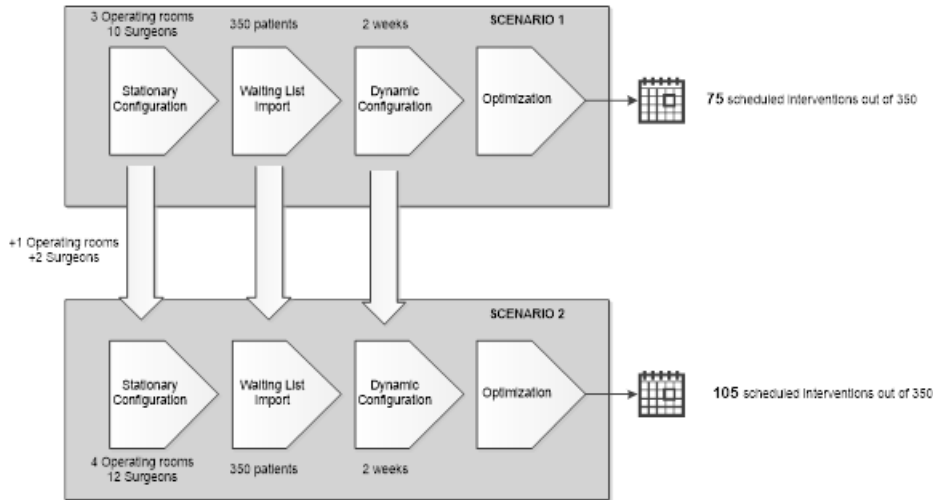 SCENARIO 1
3 Operating rooms
10 Surgeons
350 patients
2 weeks
Stationary
Configuration
Waiting List
Import
Dynamic
Configuration
Optimization
75 scheduled interventions out of 350
+1 Operating rooms
+2 Surgeons
SCENARIO 2
Stationary
Configuration
Waiting List
Import
Dynamic
Configuration
Optimization
105 scheduled interventions out of 350
4 Operating rooms
12 Surgeons
350 patients
2 weeks